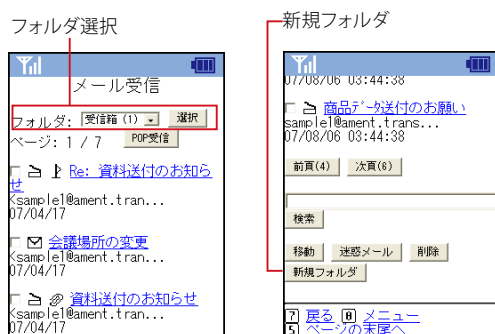 フォルダ選択
メール受信
フォルダ: 受信箱 (1) 選択
ページ: 1 / 7 POP受信
Re: 資料送付のお知ら
せ
<sample1@ament.tran...
07/04/17
会議場所の変更
<sample1@ament.tran...
07/04/17
資料送付のお知らせ
<sample1@ament.tran...
07/04/17
新規フォルダ
07/08/06 03:44:38
商品ﾃﾞｰﾀ送付のお願い
sample1@ament.trans...
07/08/06 03:44:38
前頁(4) 次頁(6)
検索
移動 迷惑メール 削除
新規フォルダ
7 戻る 8 メニュー
5 ページの末尾へ